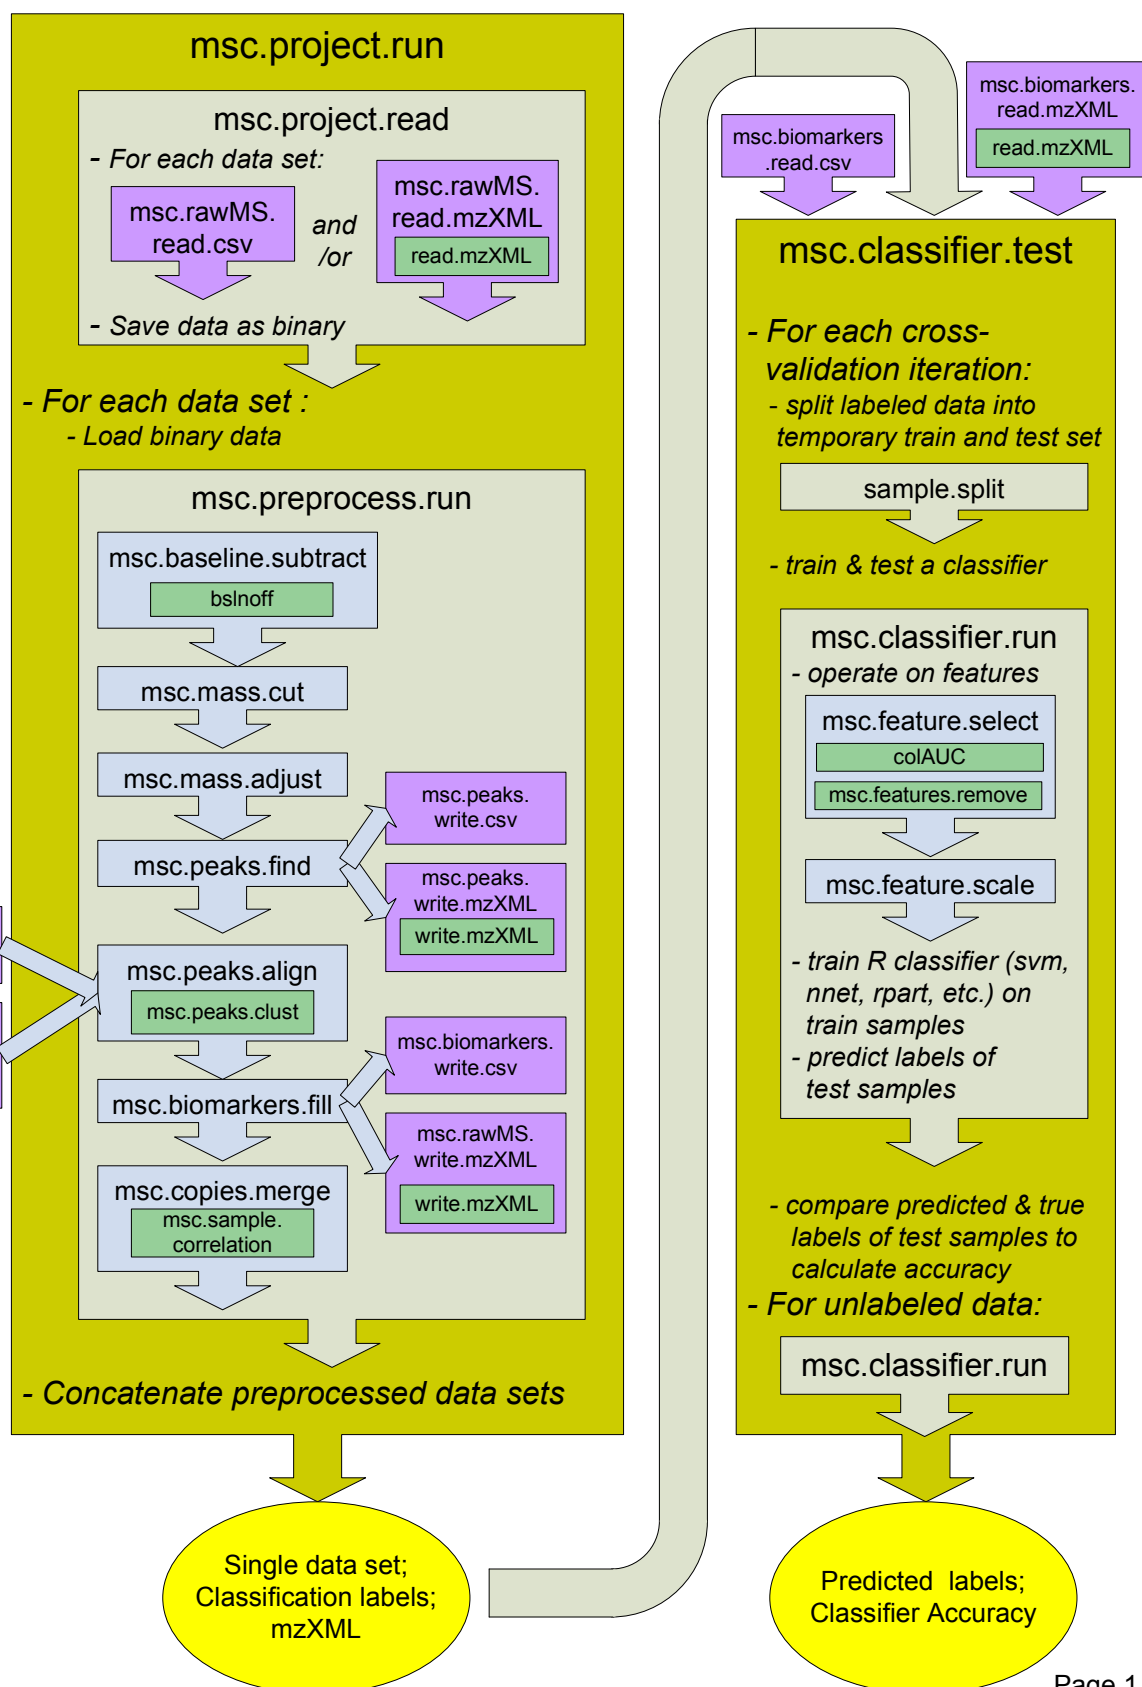 msc.project.run
msc.project.read
- For each data set:
msc.rawMS.
read.csv
and
/or
msc.rawMS.
read.mzXML
read.mzXML
- Save data as binary
- For each data set :
- Load binary data
msc.preprocess.run
msc.baseline.subtract
bslnoff
msc.mass.cut
msc.mass.adjust
msc.peaks.find
msc.peaks.
write.csv
msc.peaks.
write.mzXML
write.mzXML
msc.peaks.align
msc.peaks.clust
msc.biomarkers.fill
msc.biomarkers.
write.csv
msc.rawMS.
write.mzXML
write.mzXML
msc.copies.merge
msc.sample.
correlation
- Concatenate preprocessed data sets
Single data set;
Classification labels;
mzXML
msc.biomarkers
.read.csv
msc.biomarkers.
read.mzXML
read.mzXML
msc.classifier.test
- For each cross-
validation iteration:
- split labeled data into
temporary train and test set
sample.split
- train & test a classifier
msc.classifier.run
- operate on features
msc.feature.select
colAUC
msc.features.remove
msc.feature.scale
- train R classifier (svm,
nnet, rpart, etc.) on
train samples
- predict labels of
test samples
- compare predicted & true
labels of test samples to
calculate accuracy
- For unlabeled data:
msc.classifier.run
Predicted labels;
Classifier Accuracy
Page 1